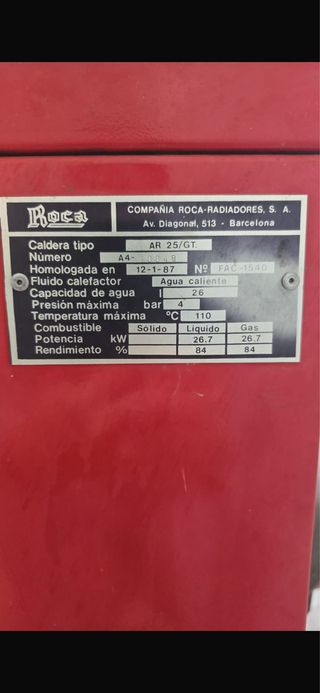 Roca
COMPAÑIA ROCA-RADIADORES, S. A.
Av. Diagonal, 513 - Barcelona
Caldera tipo AR 25/GT.
Número A4-
Homologada en 12-1-87 Nº FAC-1540
Fluido calefactor Agua caliente
Capacidad de agua l 26
Presión máxima bar 4
Temperatura máxima ºC 110
Combustible Solido Liquido Gas
Potencia kW 26.7 26.7
Rendimiento % 84 84